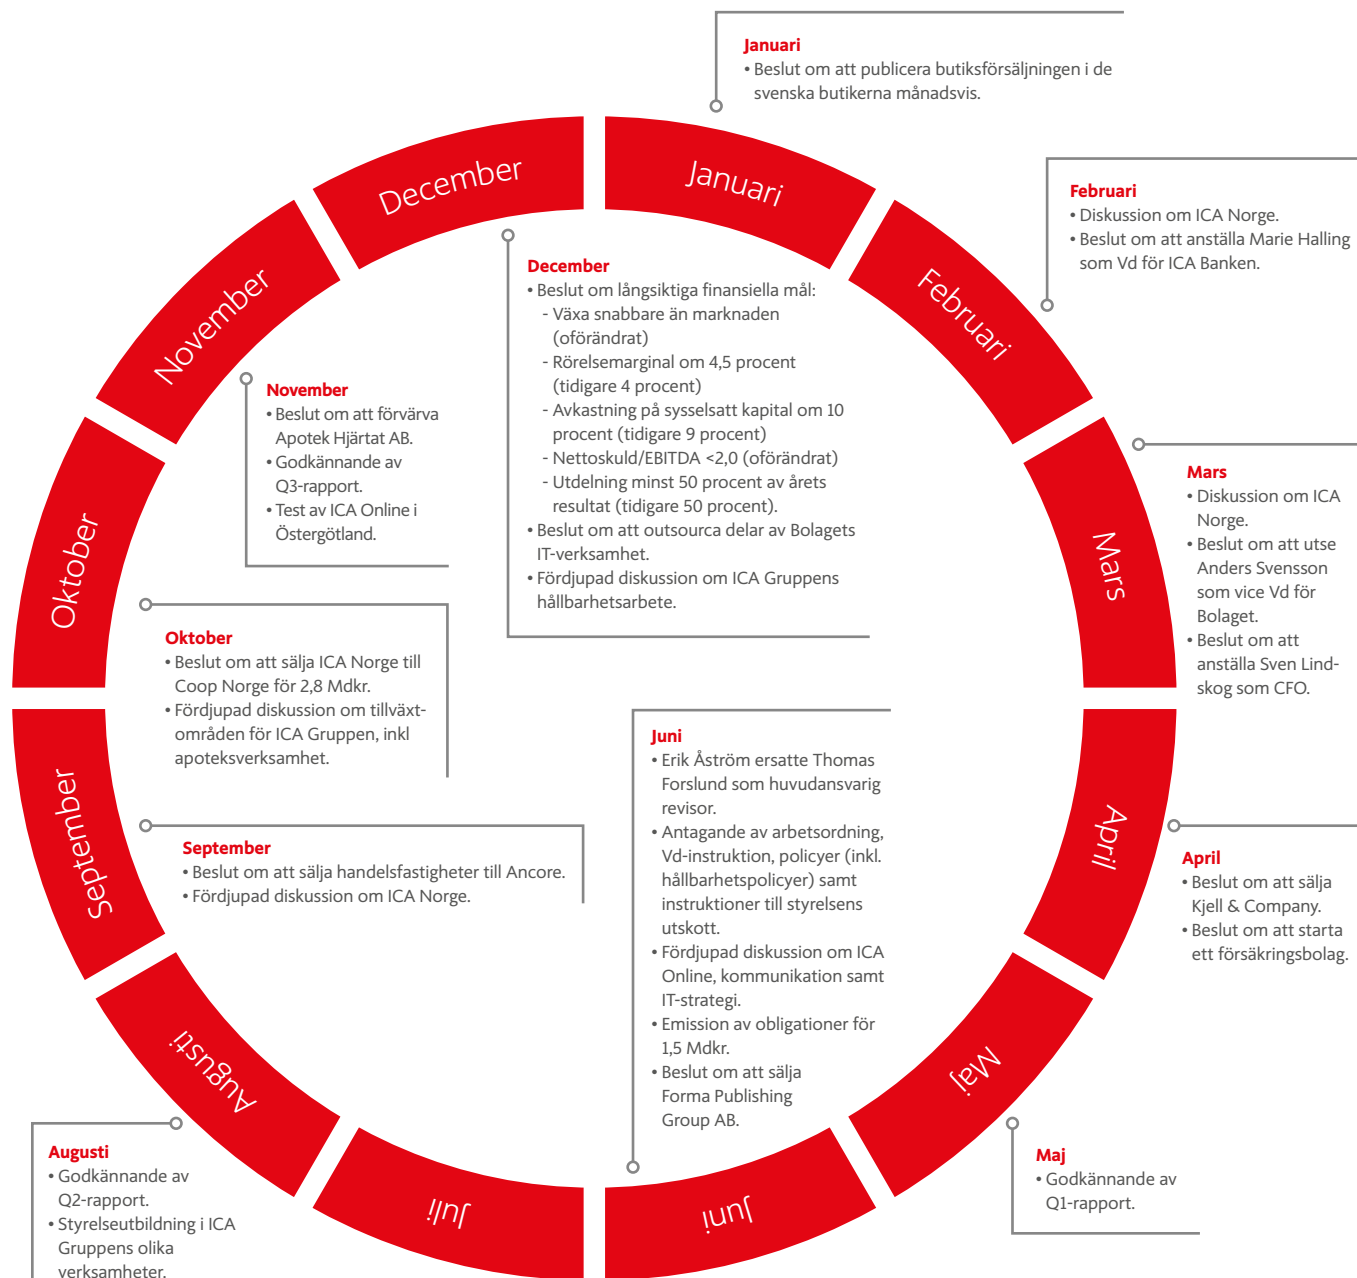 Januari
• Beslut om att publicera butiksförsäljningen i de
svenska butikerna månadsvis.
Februari
• Diskussion om ICA Norge.
• Beslut om att anställa Marie Halling
som Vd för ICA Banken.
Mars
• Diskussion om ICA
Norge.
• Beslut om att utse
Anders Svensson
som vice Vd för
Bolaget.
• Beslut om att
anställa Sven Lind-
skog som CFO.
April
• Beslut om att sälja
Kjell & Company.
• Beslut om att starta
ett försäkringsbolag.
Maj
• Godkännande av
Q1-rapport.
Juni
• Erik Åström ersatte Thomas
Forslund som huvudansvarig
revisor.
• Antagande av arbetsordning,
Vd-instruktion, policyer (inkl.
hållbarhetspolicyer) samt
instruktioner till styrelsens
utskott.
• Fördjupad diskussion om ICA
Online, kommunikation samt
IT-strategi.
• Emission av obligationer för
1,5 Mdkr.
• Beslut om att sälja
Forma Publishing
Group AB.
Augusti
• Godkännande av
Q2-rapport.
• Styrelseutbildning i ICA
Gruppens olika
verksamheter.
September
• Beslut om att sälja handelsfastigheter till Ancore.
• Fördjupad diskussion om ICA Norge.
Oktober
• Beslut om att sälja ICA Norge till
Coop Norge för 2,8 Mdkr.
• Fördjupad diskussion om tillväxt-
områden för ICA Gruppen, inkl
apoteksverksamhet.
November
• Beslut om att förvärva
Apotek Hjärtat AB.
• Godkännande av
Q3-rapport.
• Test av ICA Online i
Östergötland.
December
• Beslut om långsiktiga finansiella mål:
- Växa snabbare än marknaden
(oförändrat)
- Rörelsemarginal om 4,5 procent
(tidigare 4 procent)
- Avkastning på sysselsatt kapital om 10
procent (tidigare 9 procent)
- Nettoskuld/EBITDA <2,0 (oförändrat)
- Utdelning minst 50 procent av årets
resultat (tidigare 50 procent).
• Beslut om att outsourca delar av Bolagets
IT-verksamhet.
• Fördjupad diskussion om ICA Gruppens
hållbarhetsarbete.
Januari
Februari
Mars
April
Maj
Juni
Juli
Augusti
September
Oktober
November
December